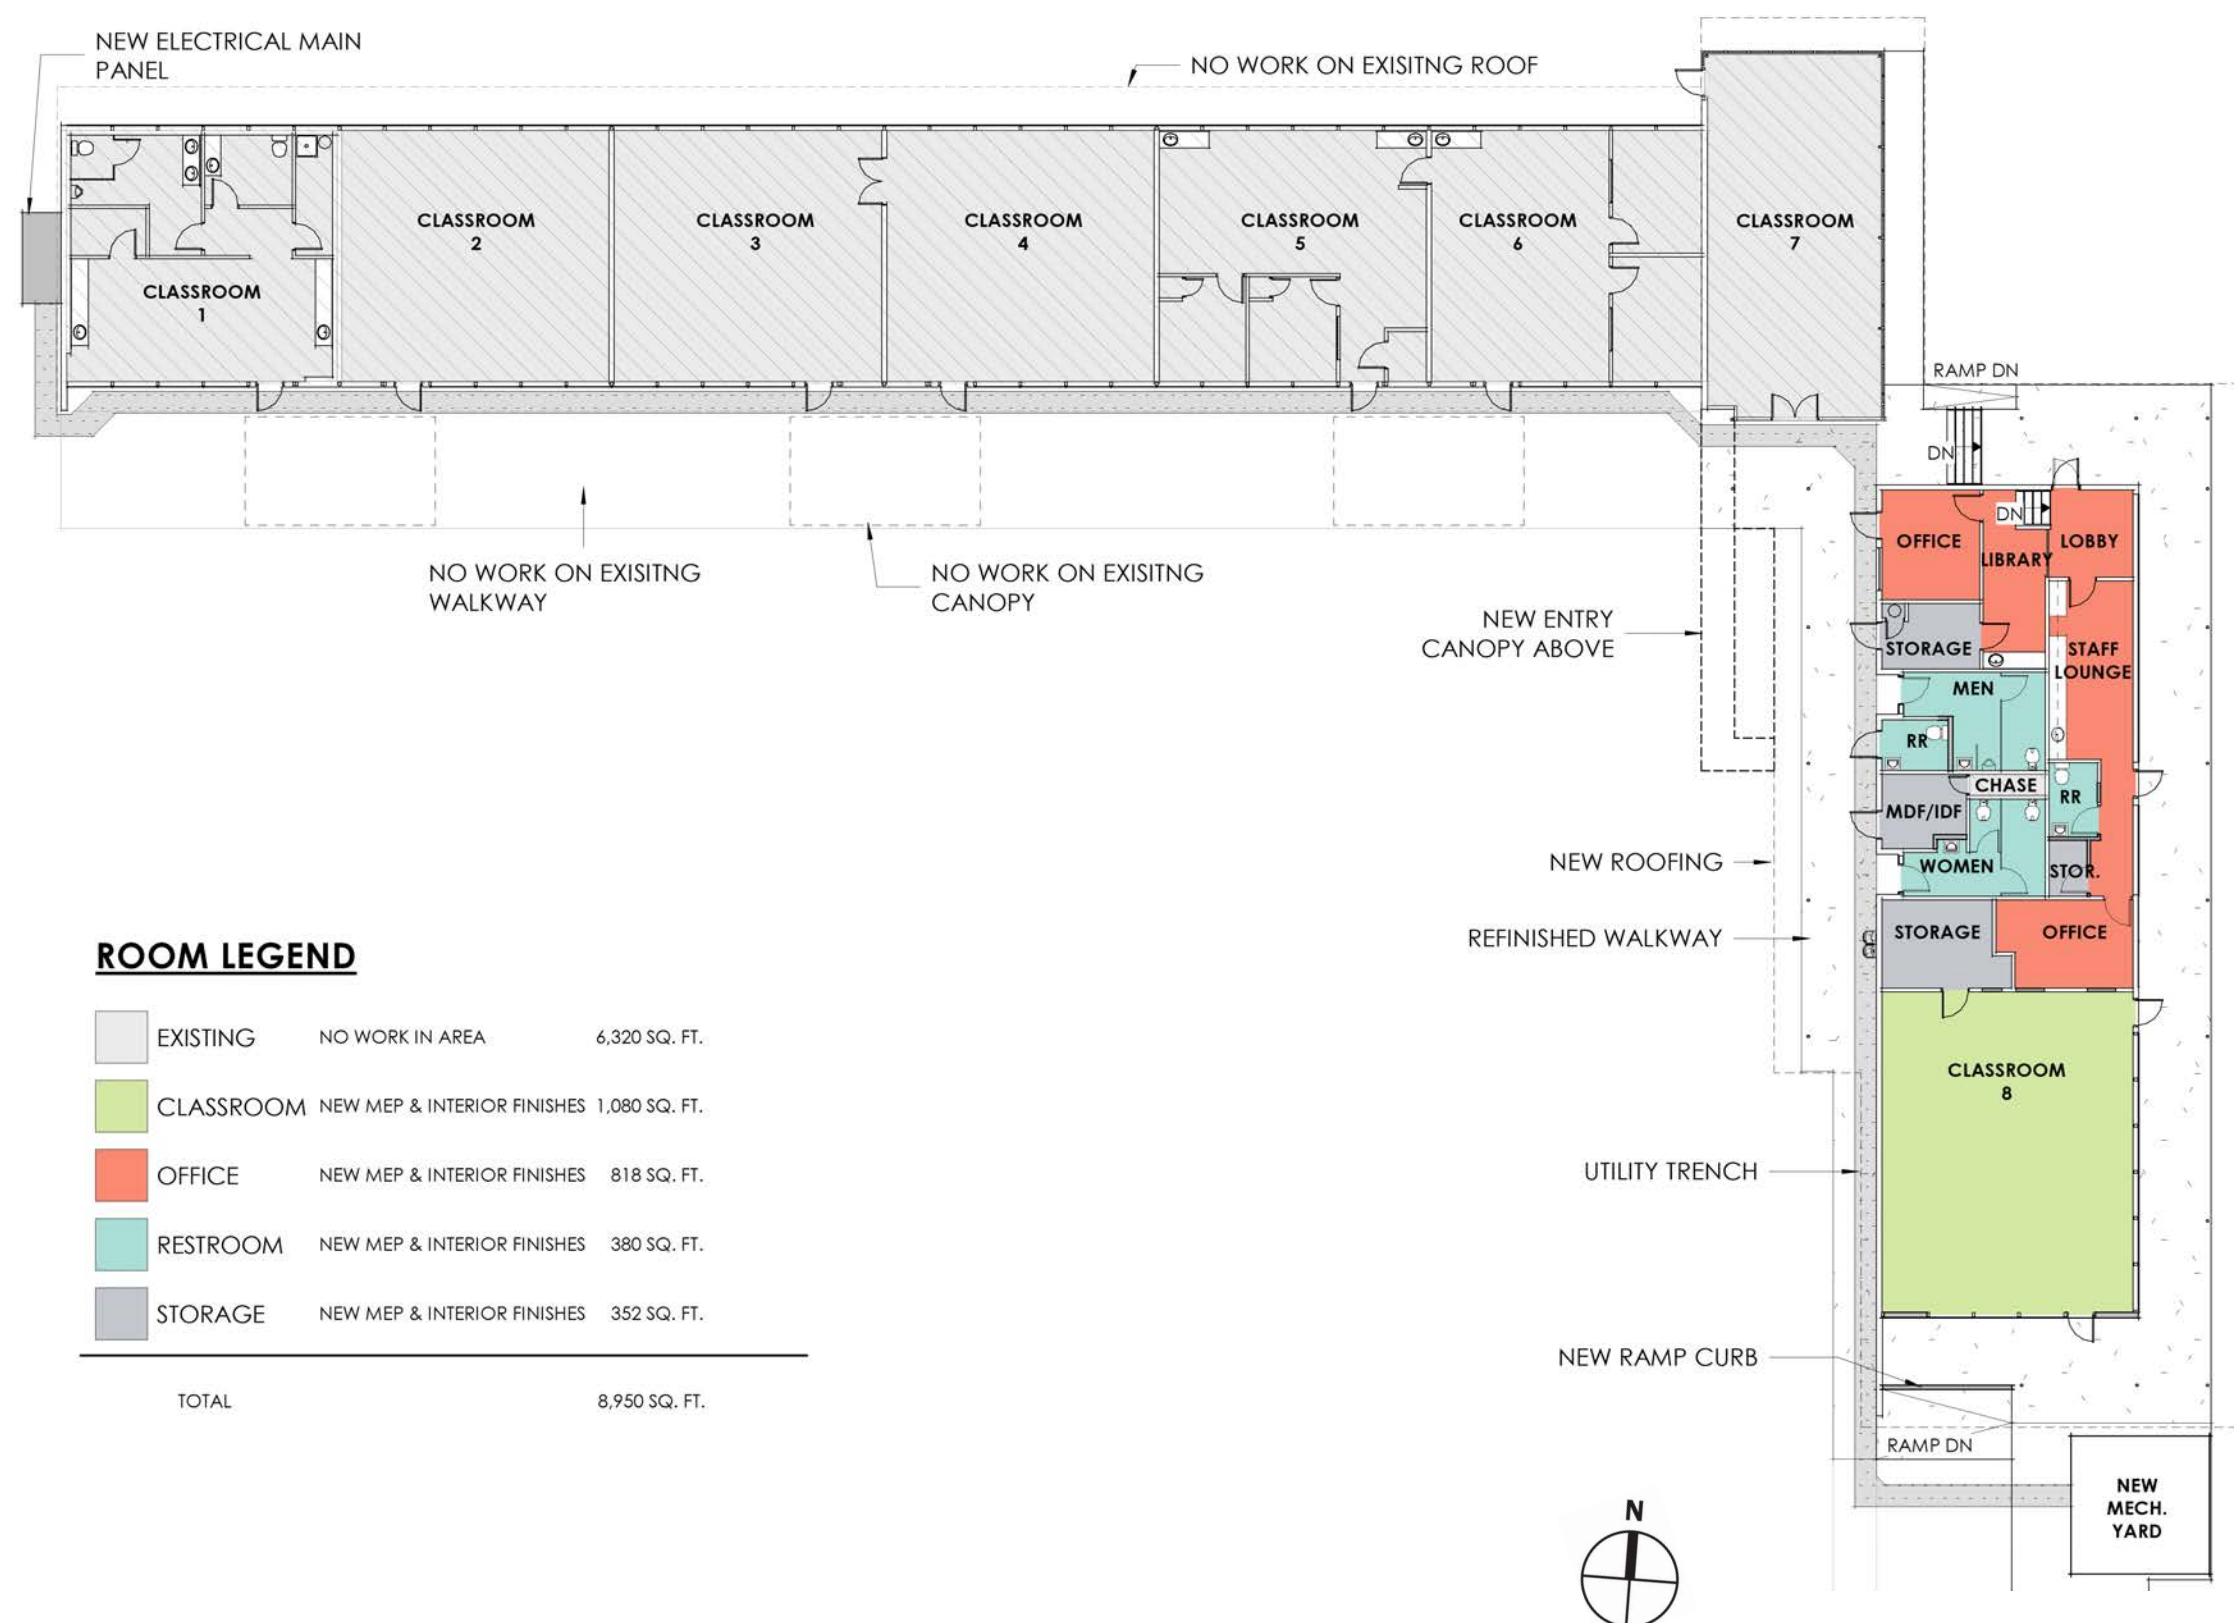 NEW ELECTRICAL MAIN
PANEL
NO WORK ON EXISITNG ROOF
CLASSROOM
1
CLASSROOM
2
CLASSROOM
3
CLASSROOM
4
CLASSROOM
5
CLASSROOM
6
CLASSROOM
7
RAMP DN
DN
NO WORK ON EXISITNG
WALKWAY
NO WORK ON EXISITNG
CANOPY
NEW ENTRY
CANOPY ABOVE
OFFICE
DN
LIBRARY
LOBBY
STORAGE
STAFF
LOUNGE
MEN
RR
CHASE
RR
MDF/IDF
WOMEN
STOR.
STORAGE
OFFICE
NEW ROOFING
REFINISHED WALKWAY
CLASSROOM
8
UTILITY TRENCH
NEW RAMP CURB
RAMP DN
NEW
MECH.
YARD
N
ROOM LEGEND
EXISTING NO WORK IN AREA 6,320 SQ. FT.
CLASSROOM NEW MEP & INTERIOR FINISHES 1,080 SQ. FT.
OFFICE NEW MEP & INTERIOR FINISHES 818 SQ. FT.
RESTROOM NEW MEP & INTERIOR FINISHES 380 SQ. FT.
STORAGE NEW MEP & INTERIOR FINISHES 352 SQ. FT.
TOTAL 8,950 SQ. FT.